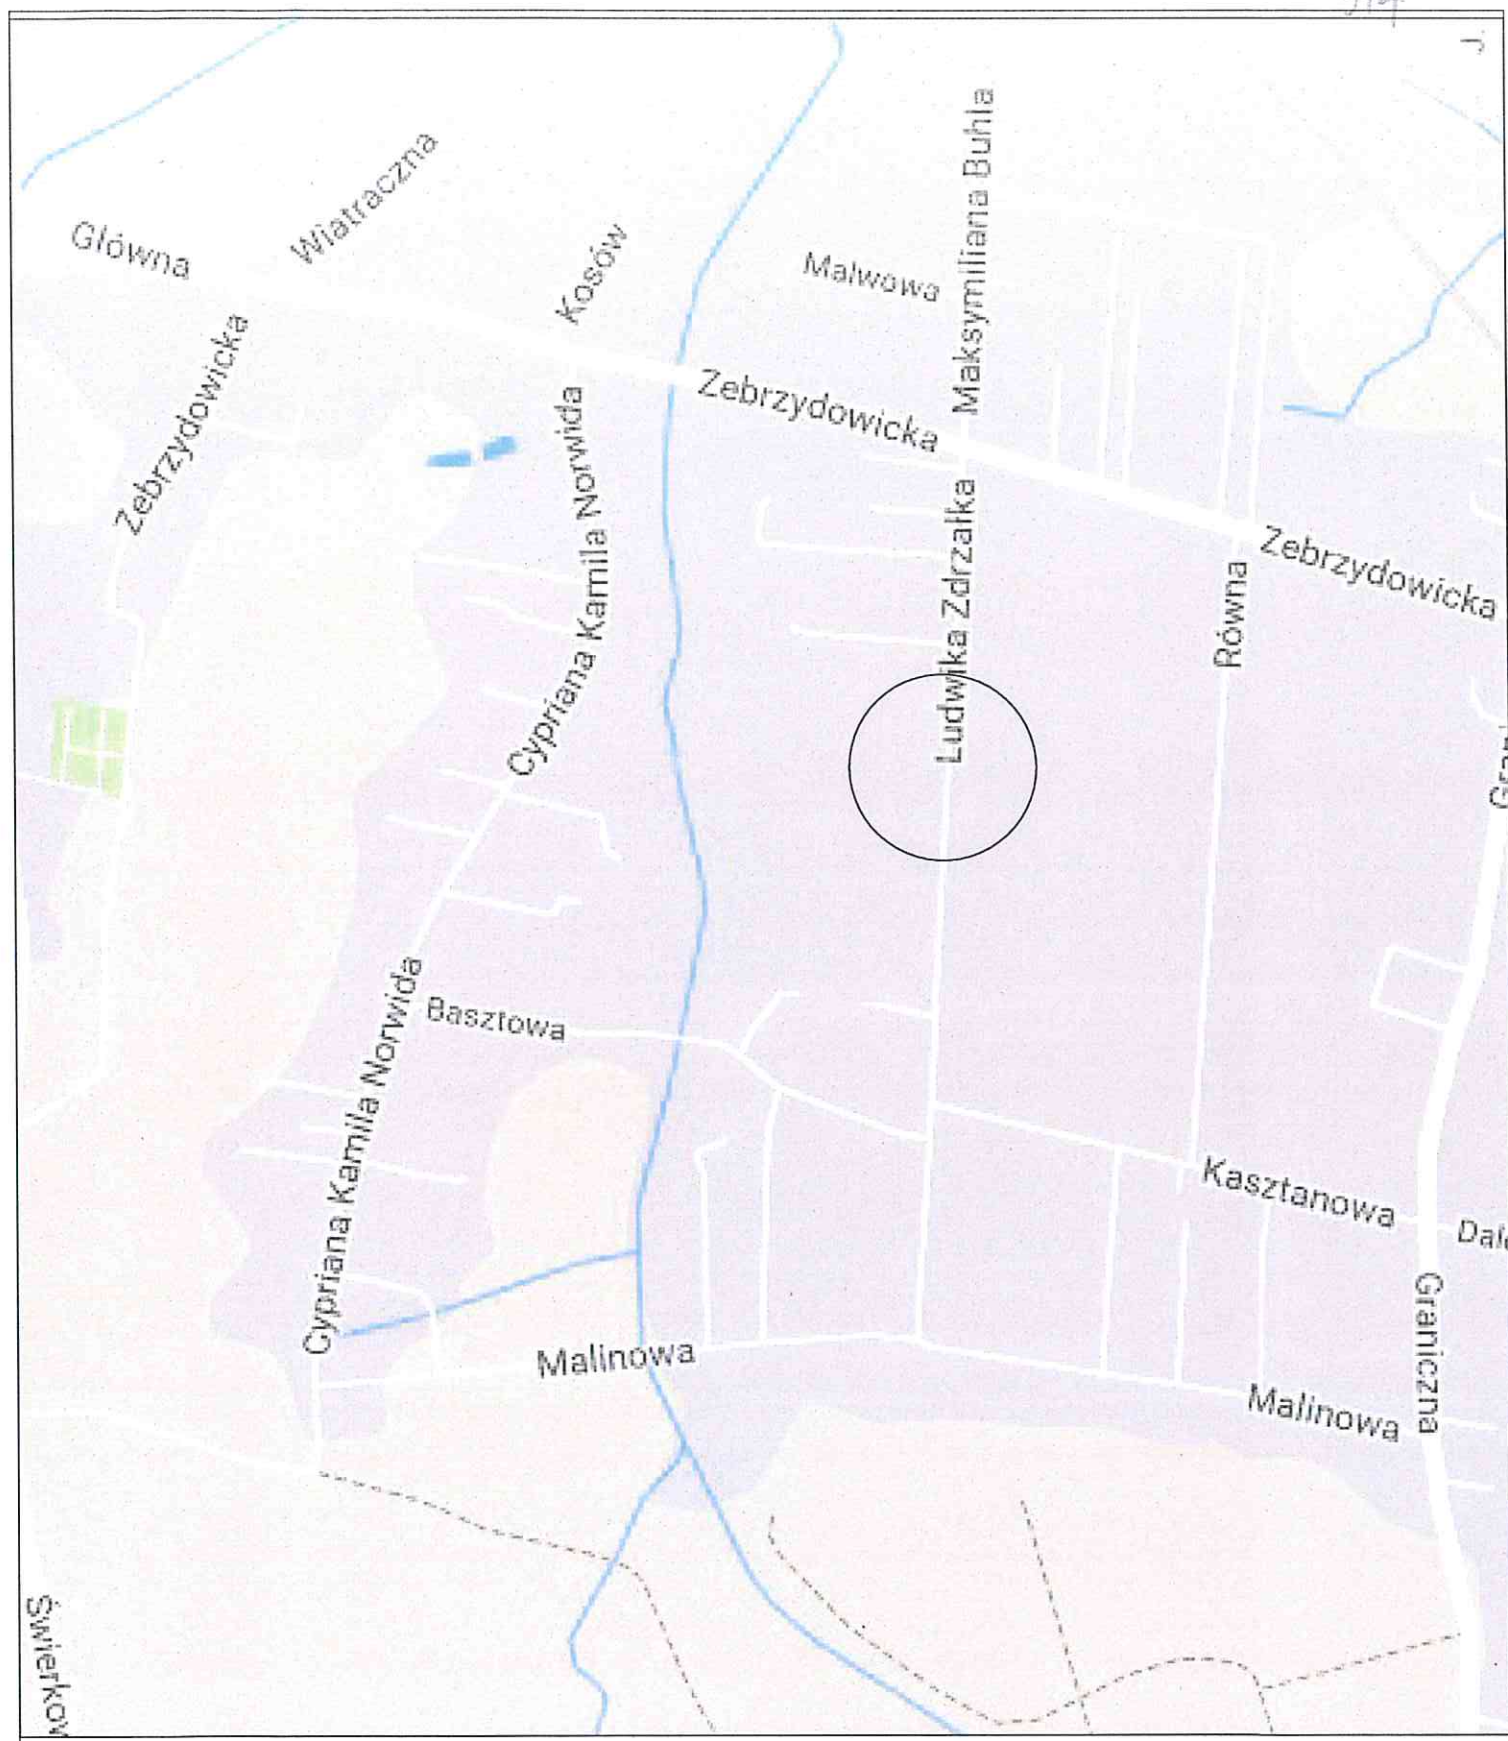 Maksymiliana Buhla
Wiatraczna
Główna
Kosów
Malwowa
Zebrzydowicka
Zebrzydowicka
Cypriana Kamila Norwida
Ludwika Zdrzałka
Zebrzydowicka
Równa
Cypriana Kamila Norwida
Basztowa
Kasztanowa
Graniczna
Malinowa
Malinowa